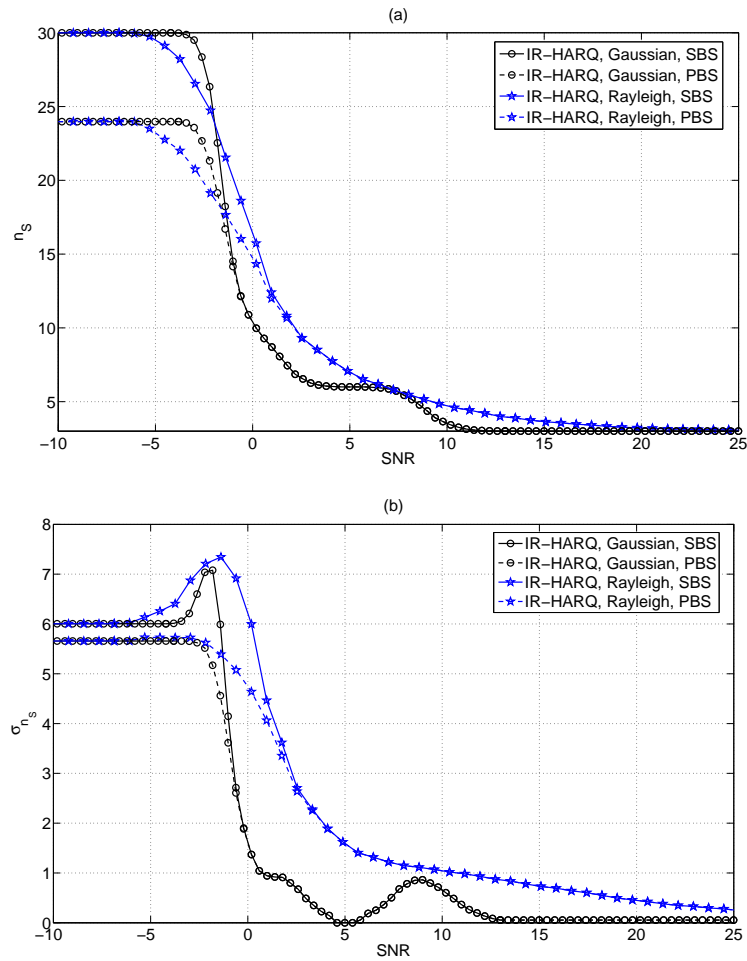 (a)
30
25
20
15
10
5
n_S
−10
−5
0
5
10
15
20
25
SNR
IR−HARQ, Gaussian, SBS
IR−HARQ, Gaussian, PBS
IR−HARQ, Rayleigh, SBS
IR−HARQ, Rayleigh, PBS
(b)
8
7
6
5
4
3
2
1
0
σ_{n_S}
−10
−5
0
5
10
15
20
25
SNR
IR−HARQ, Gaussian, SBS
IR−HARQ, Gaussian, PBS
IR−HARQ, Rayleigh, SBS
IR−HARQ, Rayleigh, PBS